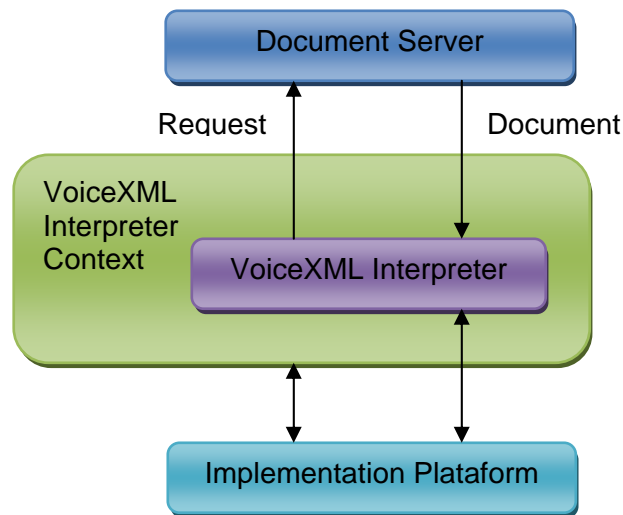 Document Server
Request
Document
VoiceXML
Interpreter
Context
VoiceXML Interpreter
Implementation Plataform